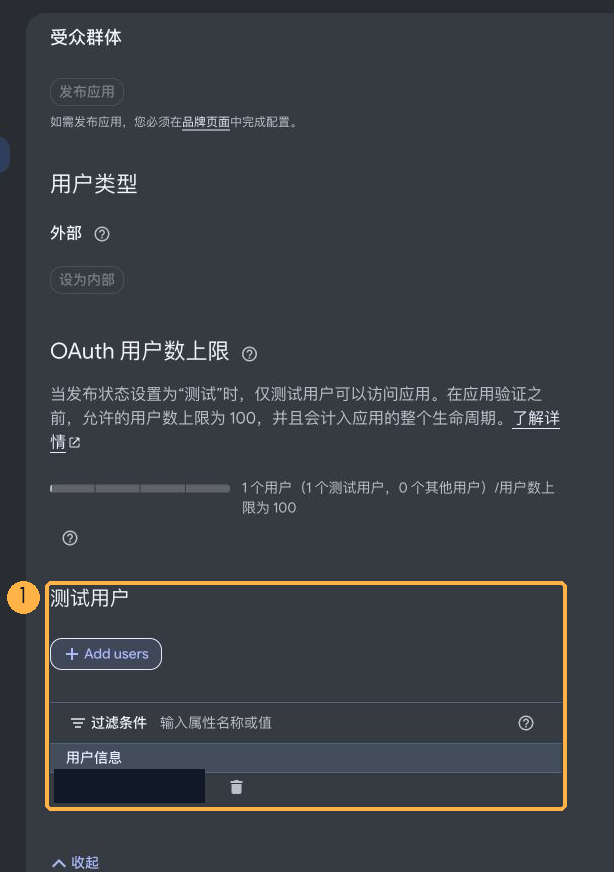 受众群体
发布应用
如需发布应用，您必须在品牌页面中完成配置。
用户类型
外部
设为内部
OAuth 用户数上限
当发布状态设置为“测试”时，仅测试用户可以访问应用。在应用验证之
前，允许的用户数上限为 100，并且会计入应用的整个生命周期。了解详
情
1 个用户（1 个测试用户，0 个其他用户）/用户数上
限为 100
1
测试用户
+ Add users
过滤条件 输入属性名称或值
用户信息
收起